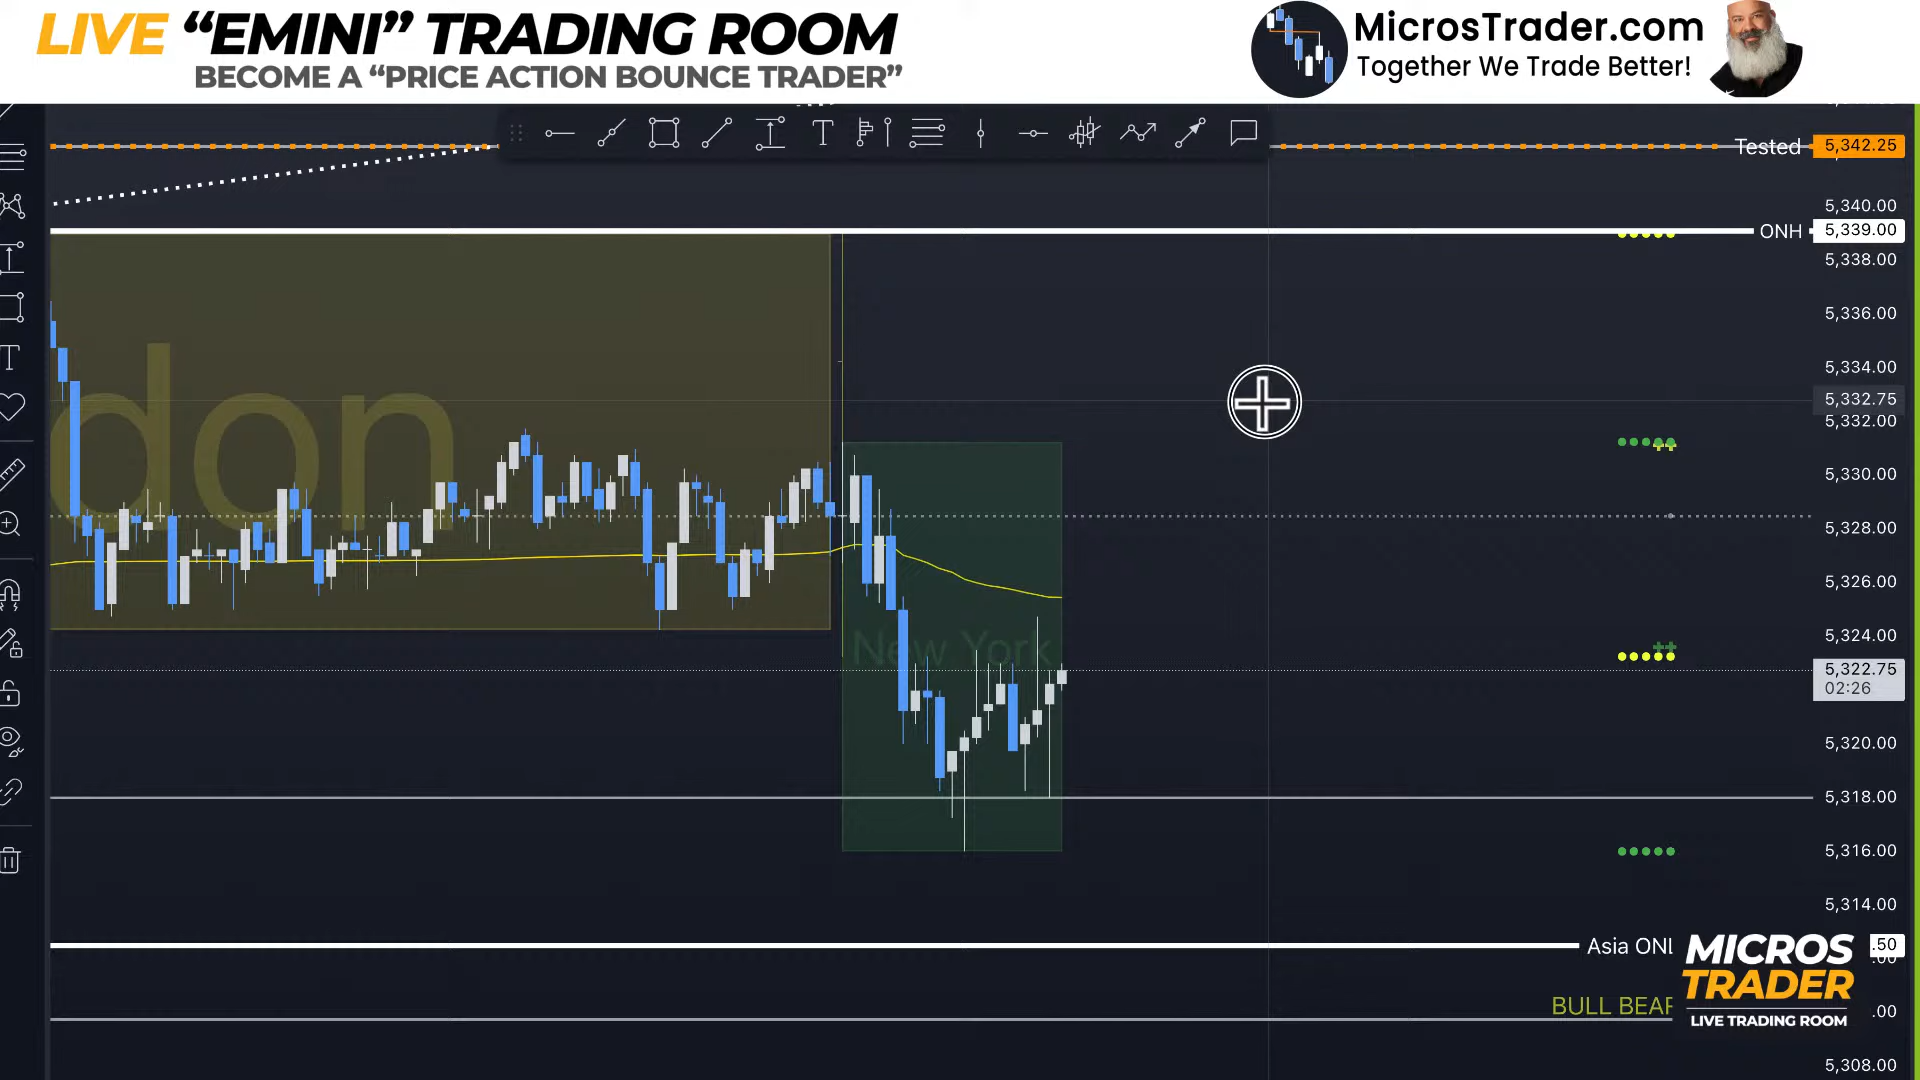 LIVE “EMINI” TRADING ROOM
BECOME A “PRICE ACTION BOUNCE TRADER”
MicrosTrader.com
Together We Trade Better!
Tested 5,342.25
5,340.00
ONH 5,339.00
5,338.00
5,336.00
5,334.00
5,332.75
5,332.00
5,330.00
5,328.00
5,326.00
5,324.00
5,322.75
02:26
5,320.00
5,318.00
5,316.00
5,314.00
don
New York
Asia ONL .50
BULL BEAR .00
5,308.00
MICROS
TRADER
LIVE TRADING ROOM